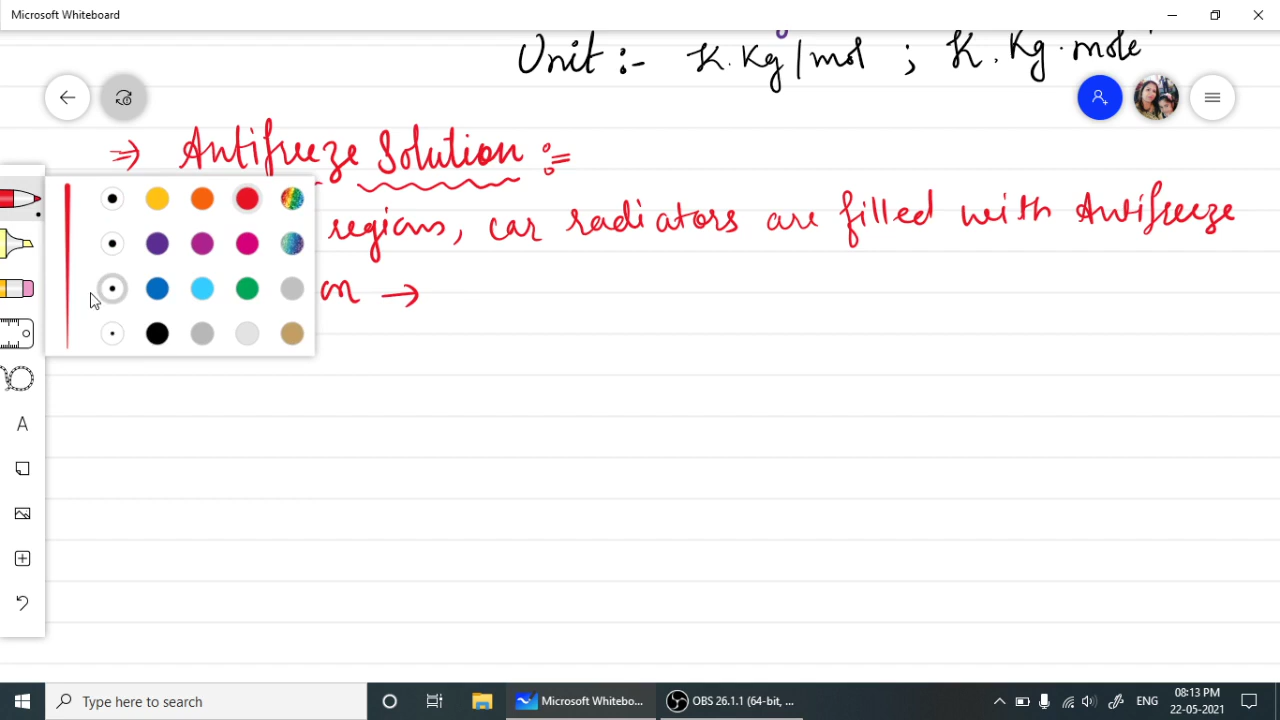 Microsoft Whiteboard
Unit :- K.Kg/mol ; K.Kg.mole
⇒ Antifreeze Solution :=
regions, car radiators are filled with Antifreeze
on →
A
Type here to search
Microsoft Whitebo...
OBS 26.1.1 (64-bit, ...
ENG
08:13 PM
22-05-2021